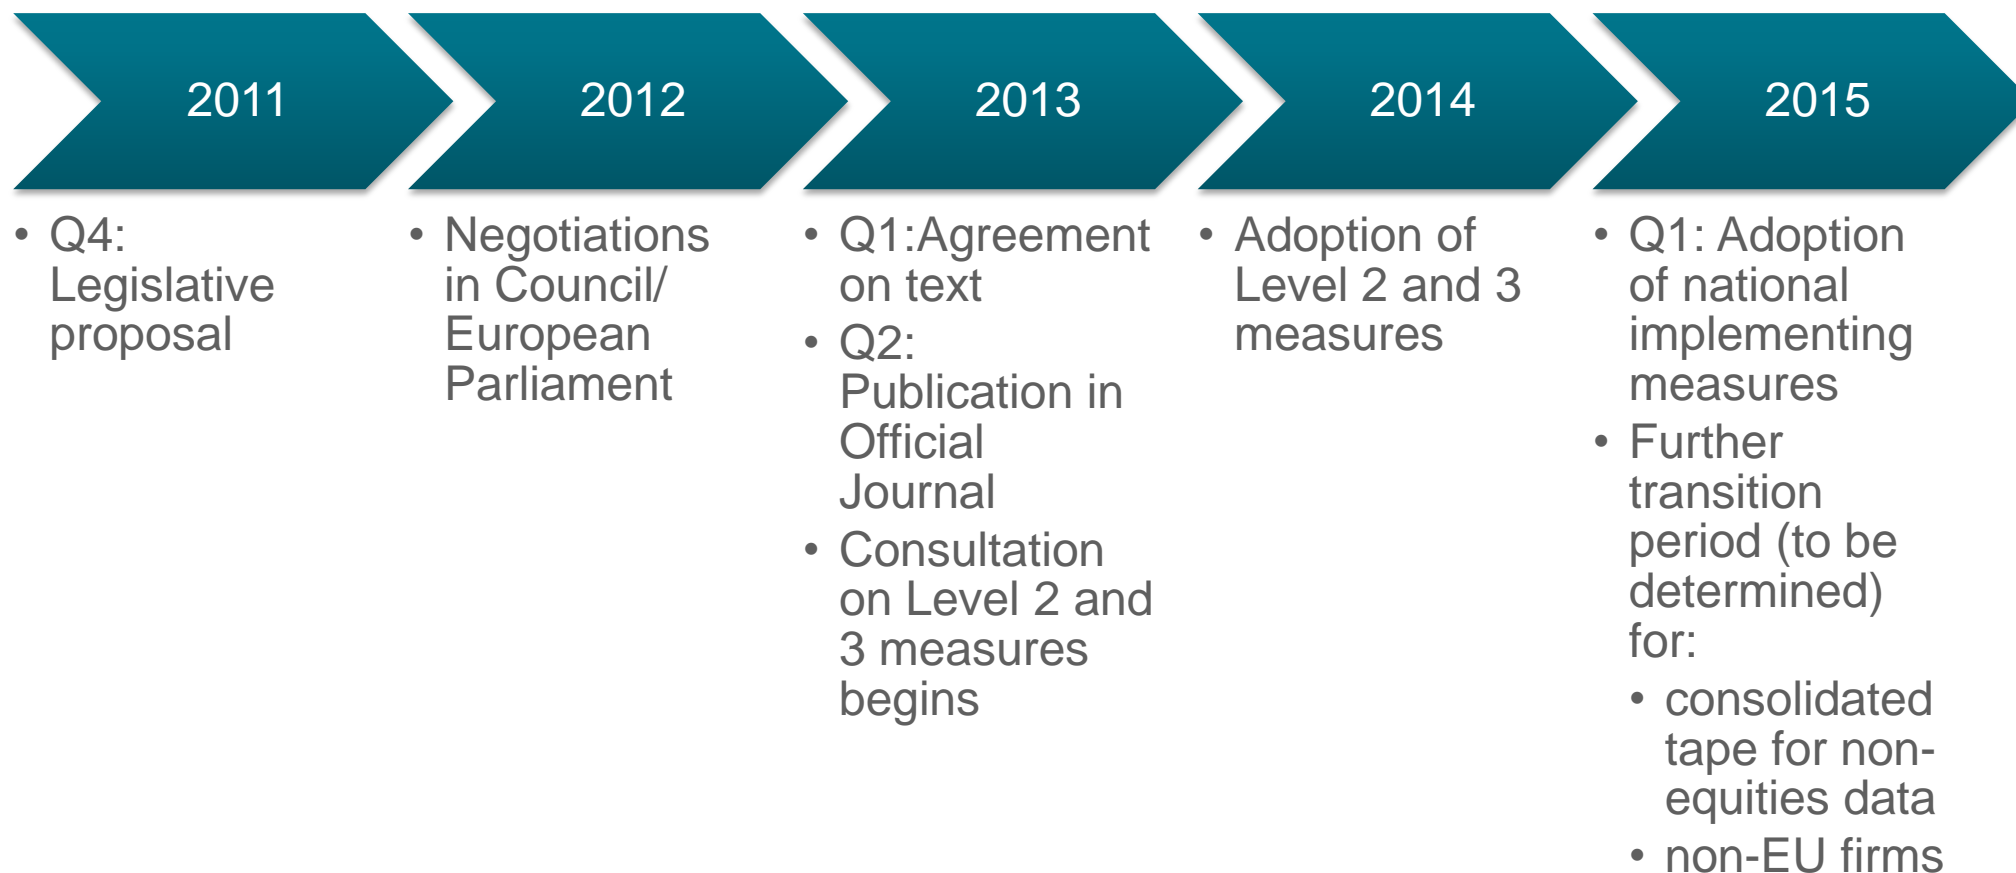 2011
• Q4:
Legislative
proposal
2012
• Negotiations
in Council/
European
Parliament
2013
• Q1:Agreement
on text
• Q2:
Publication in
Official
Journal
• Consultation
on Level 2 and
3 measures
begins
2014
• Adoption of
Level 2 and 3
measures
2015
• Q1: Adoption
of national
implementing
measures
• Further
transition
period (to be
determined)
for:
• consolidated
tape for non-
equities data
• non-EU firms